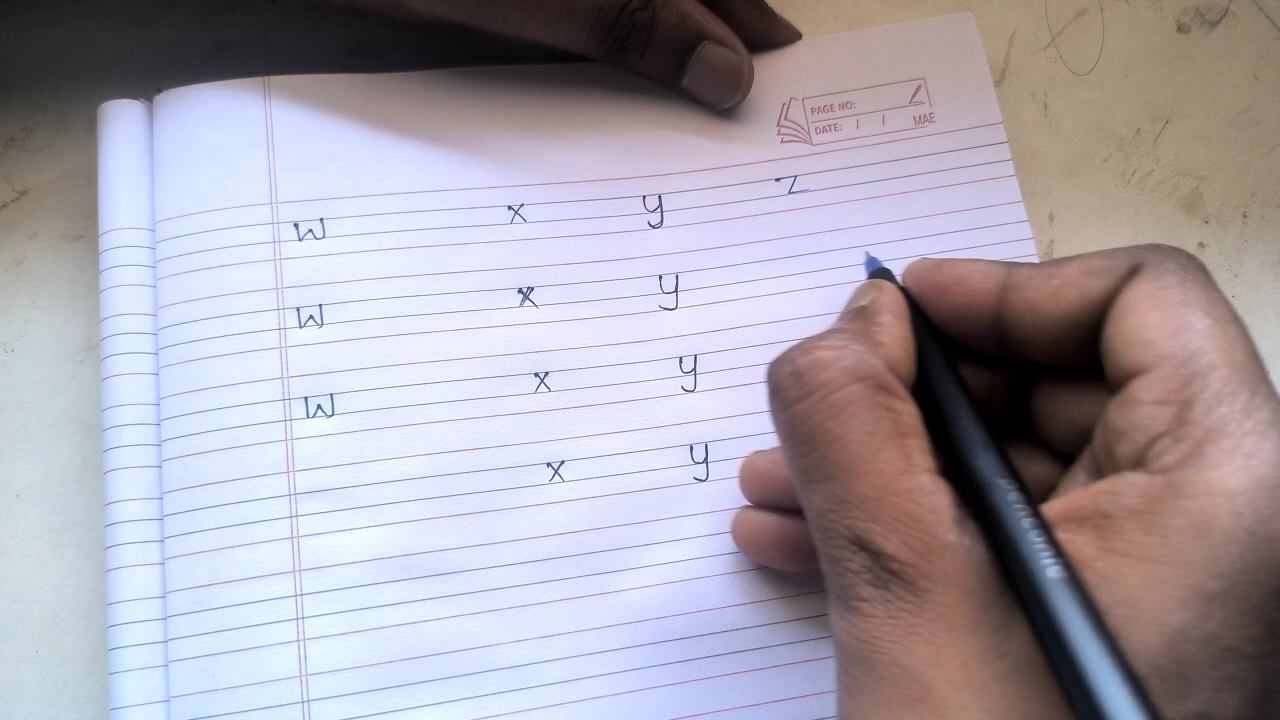 PAGE NO:
DATE: / / MAE
W x y z
W x y
W x y
x y